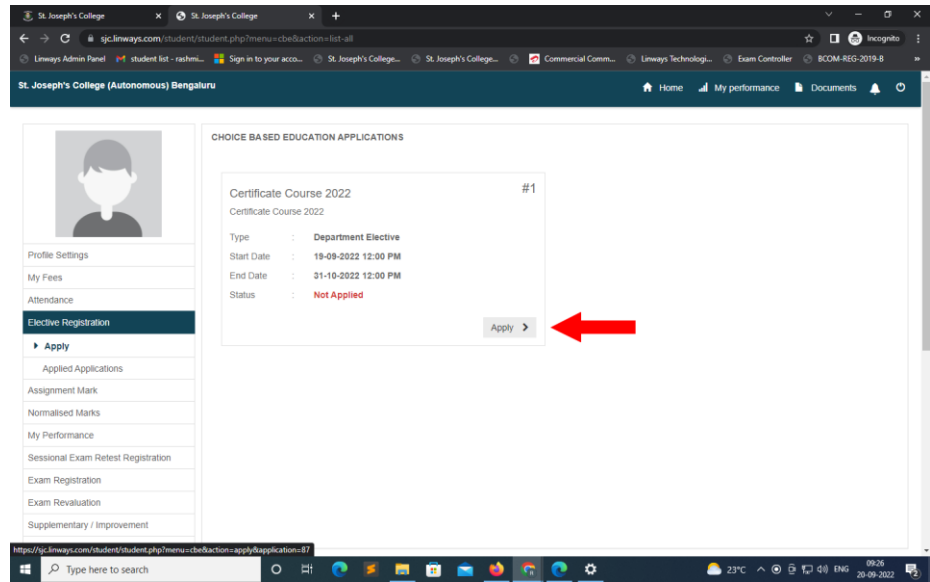 St. Joseph's College
St. Joseph's College
sjc.linways.com/student/student.php?menu=cbe&action=list-all
Incognito
Linways Admin Panel
student list - rashmi...
Sign in to your acco...
St. Joseph's College...
St. Joseph's College...
Commercial Comm...
Linways Technologi...
Exam Controller
BCOM-REG-2019-B
»
St. Joseph's College (Autonomous) Bengaluru
Home
My performance
Documents
CHOICE BASED EDUCATION APPLICATIONS
Certificate Course 2022 #1
Certificate Course 2022
Type : Department Elective
Start Date : 19-09-2022 12:00 PM
End Date : 31-10-2022 12:00 PM
Status : Not Applied
Apply
Profile Settings
My Fees
Attendance
Elective Registration
Apply
Applied Applications
Assignment Mark
Normalised Marks
My Performance
Sessional Exam Retest Registration
Exam Registration
Exam Revaluation
Supplementary / Improvement
https://sjc.linways.com/student/student.php?menu=cbe&action=apply&application=87
Type here to search
23°C
ENG
09:26
20-09-2022
2